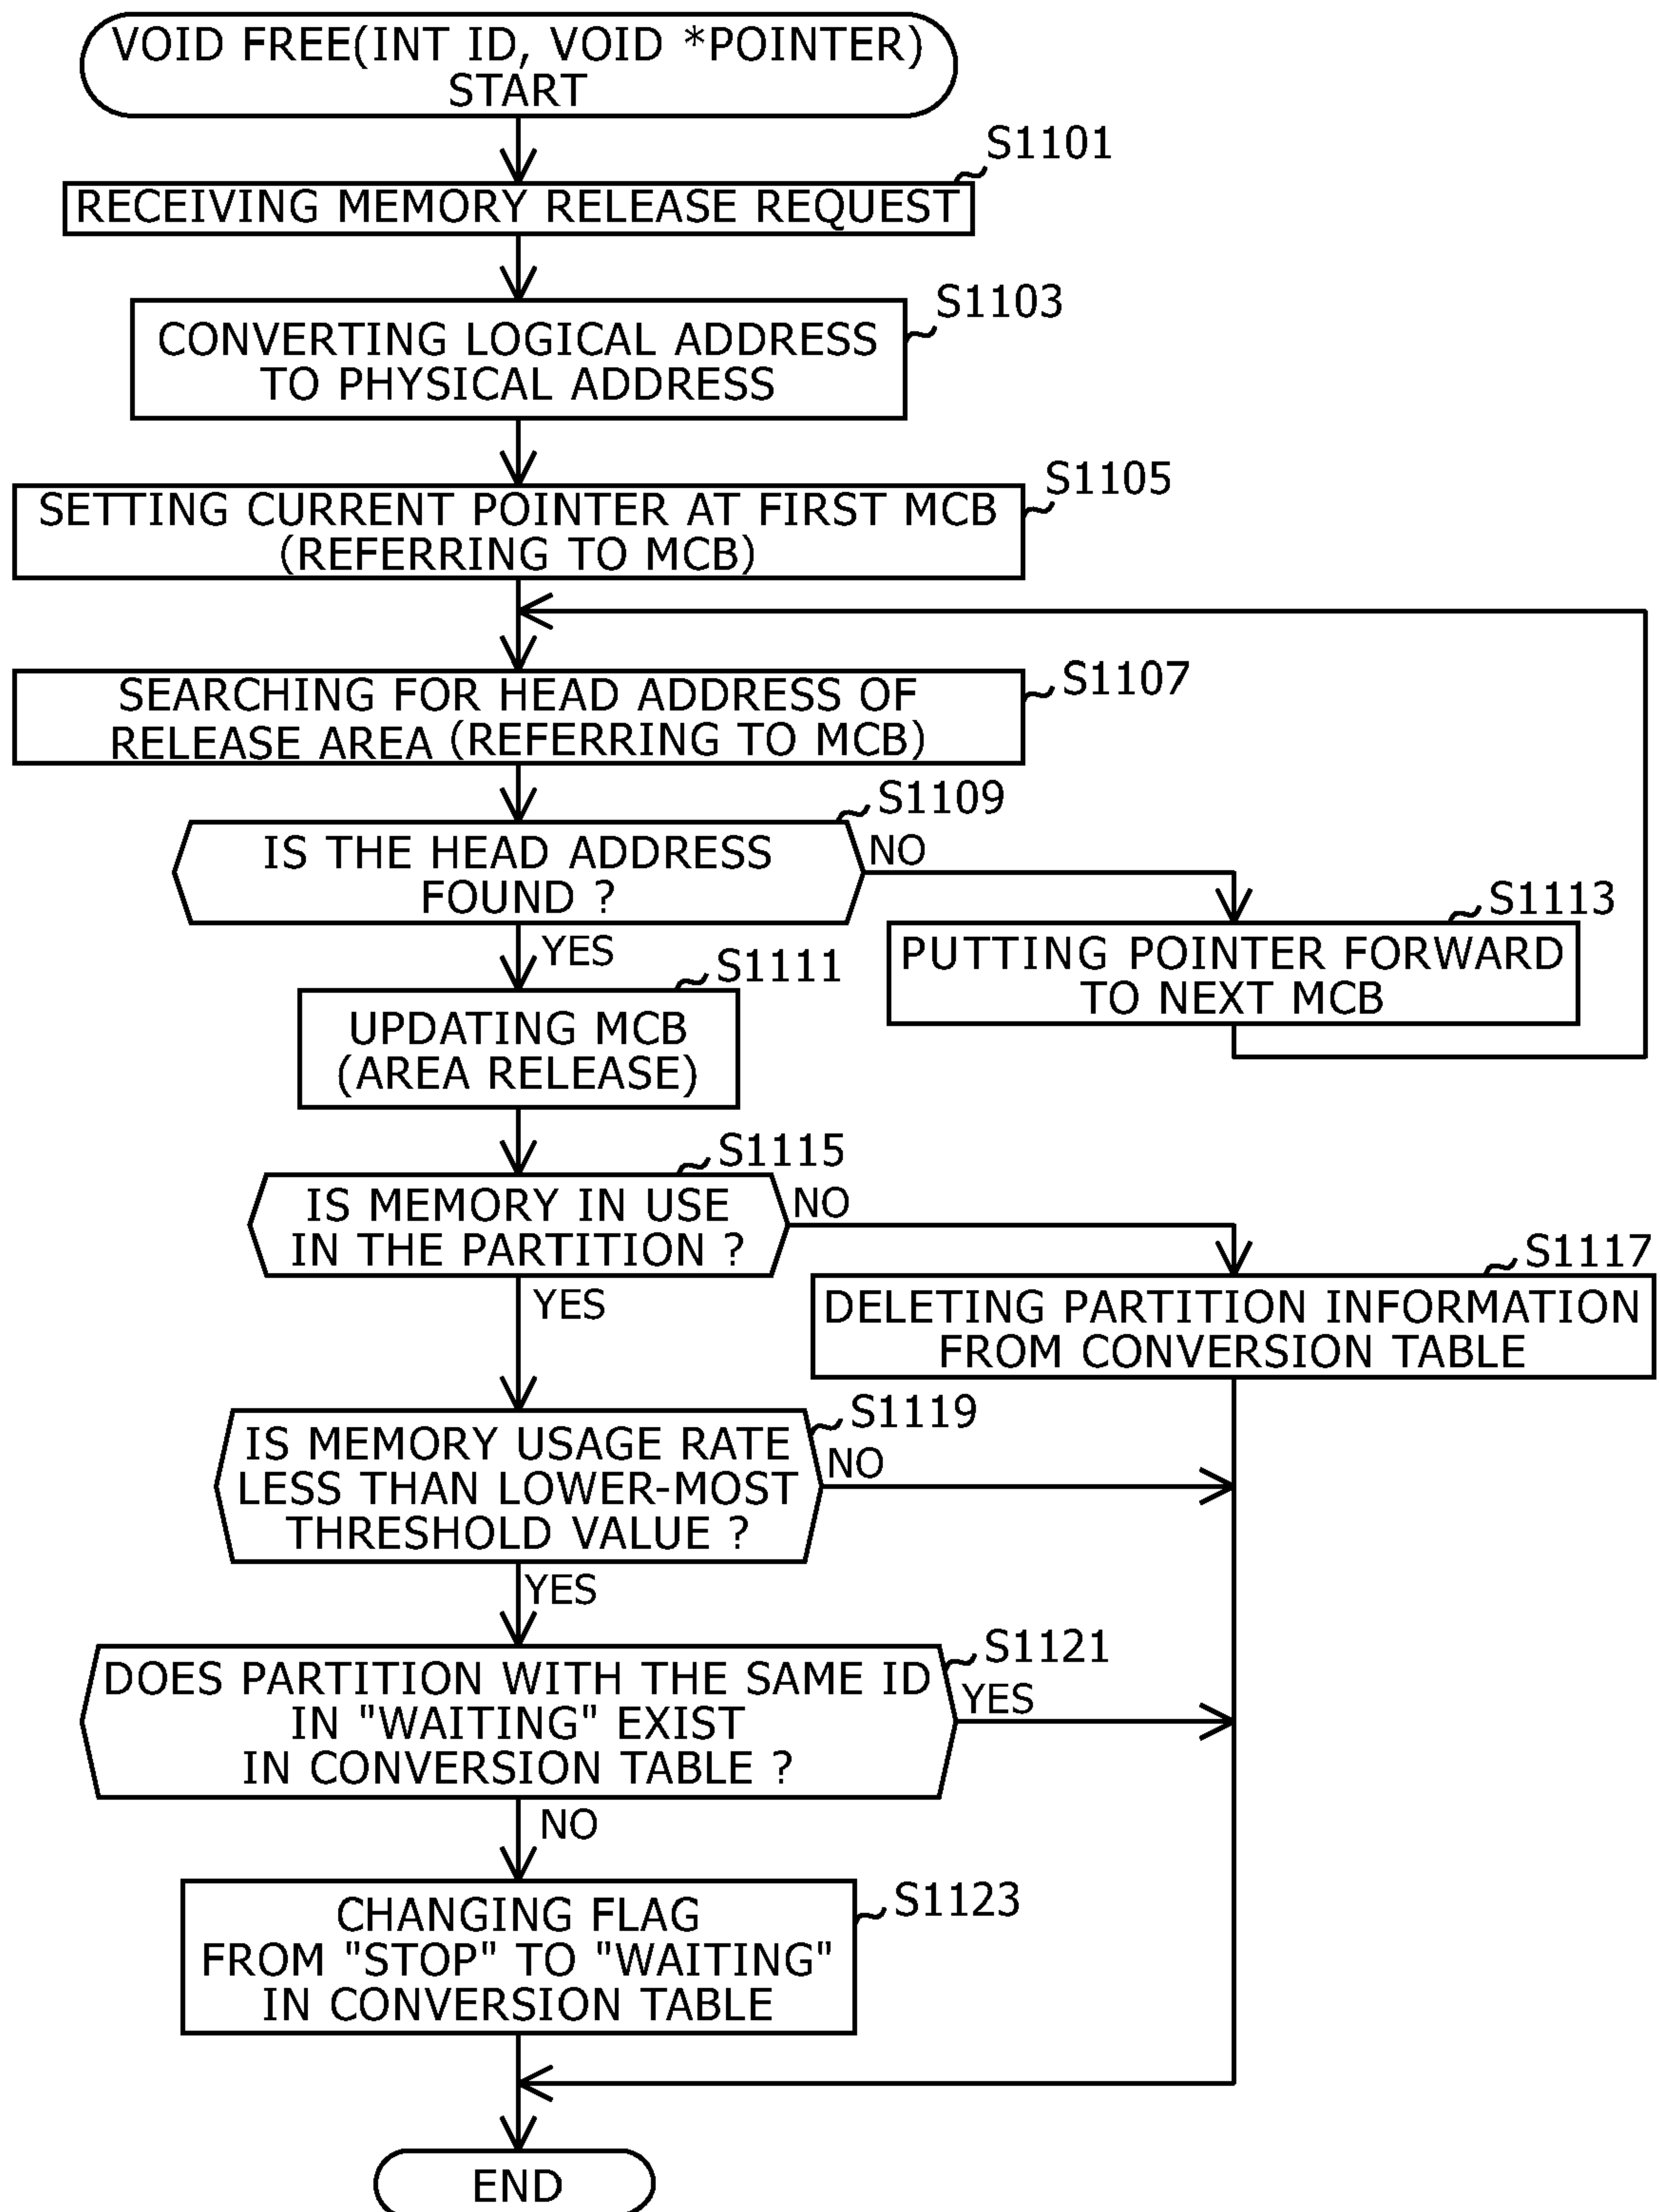 VOID FREE(INT ID, VOID *POINTER)
START
S1101
RECEIVING MEMORY RELEASE REQUEST
S1103
CONVERTING LOGICAL ADDRESS
TO PHYSICAL ADDRESS
S1105
SETTING CURRENT POINTER AT FIRST MCB
(REFERRING TO MCB)
S1107
SEARCHING FOR HEAD ADDRESS OF
RELEASE AREA (REFERRING TO MCB)
S1109
IS THE HEAD ADDRESS
FOUND ?
NO
YES
S1113
PUTTING POINTER FORWARD
TO NEXT MCB
S1111
UPDATING MCB
(AREA RELEASE)
S1115
IS MEMORY IN USE
IN THE PARTITION ?
NO
YES
S1117
DELETING PARTITION INFORMATION
FROM CONVERSION TABLE
S1119
IS MEMORY USAGE RATE
LESS THAN LOWER-MOST
THRESHOLD VALUE ?
NO
YES
S1121
DOES PARTITION WITH THE SAME ID
IN "WAITING" EXIST
IN CONVERSION TABLE ?
YES
NO
S1123
CHANGING FLAG
FROM "STOP" TO "WAITING"
IN CONVERSION TABLE
END